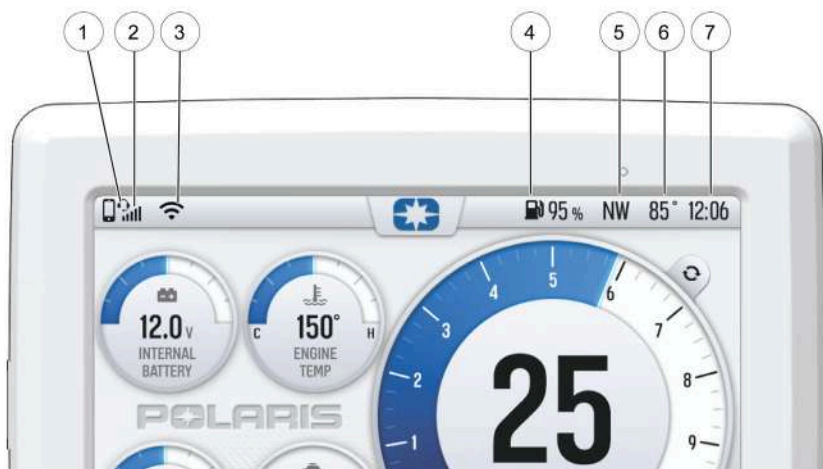 1 2 3 4 5 6 7
95 % NW 85° 12:06
12.0 V
INTERNAL
BATTERY
C 150° H
ENGINE
TEMP
POLARIS
1 2 3 4 5 6 7 8 9
25